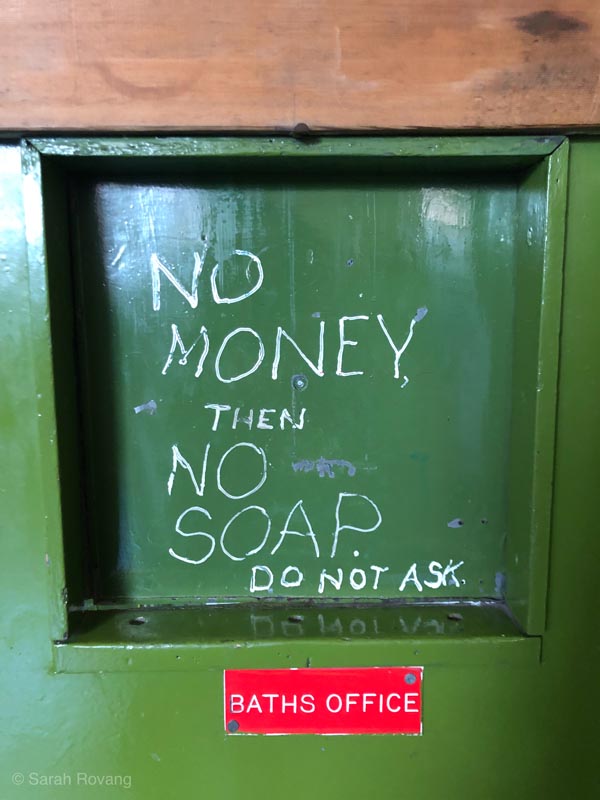 NO
MONEY,
THEN
NO
SOAP.
DO NOT ASK.
BATHS OFFICE
© Sarah Rovang